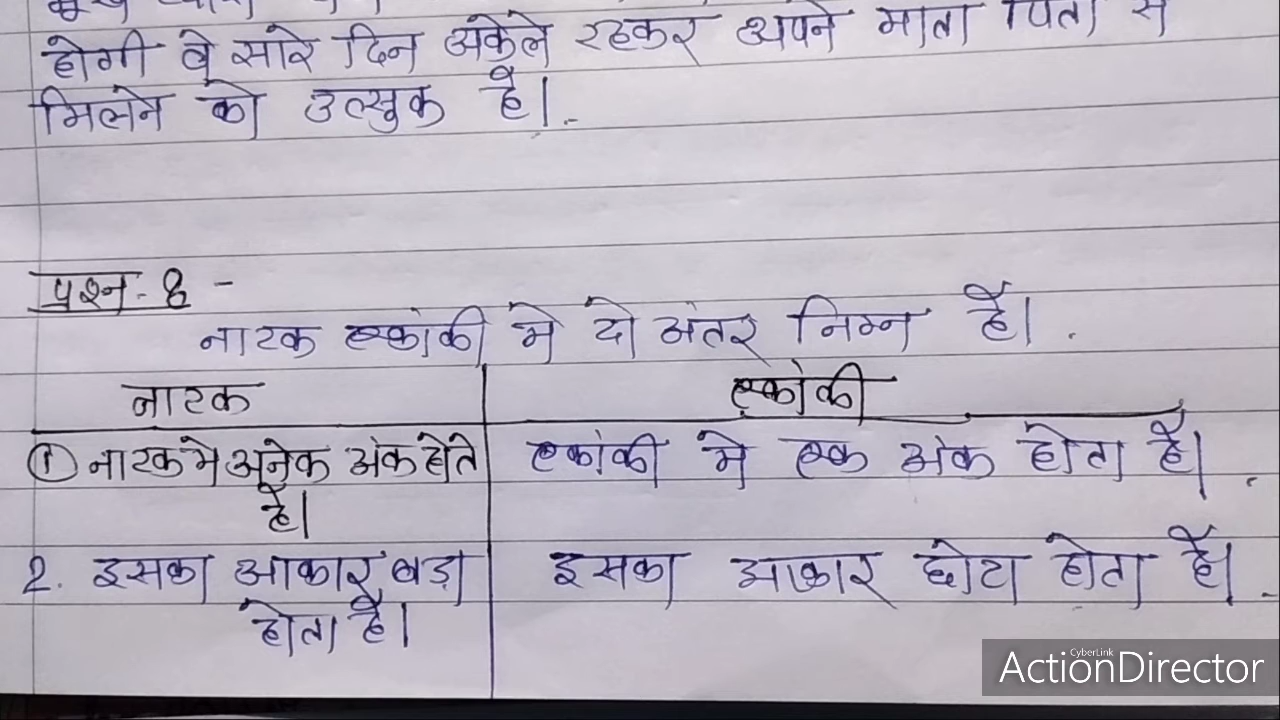 होगी वे सारे दिन अकेले रहकर अपने माता पिता से
मिलने को उत्सुक है।
प्रश्न-8 -
नाटक एकांकी मे दो अंतर निम्न हैं।
नाटक
एकांकी
① नाटक मे अनेक अंक होते
है।
एकांकी मे एक अंक होता है।
2. इसका आकार बड़ा
होता है।
इसका आकार छोटा होता है।
CyberLink
ActionDirector